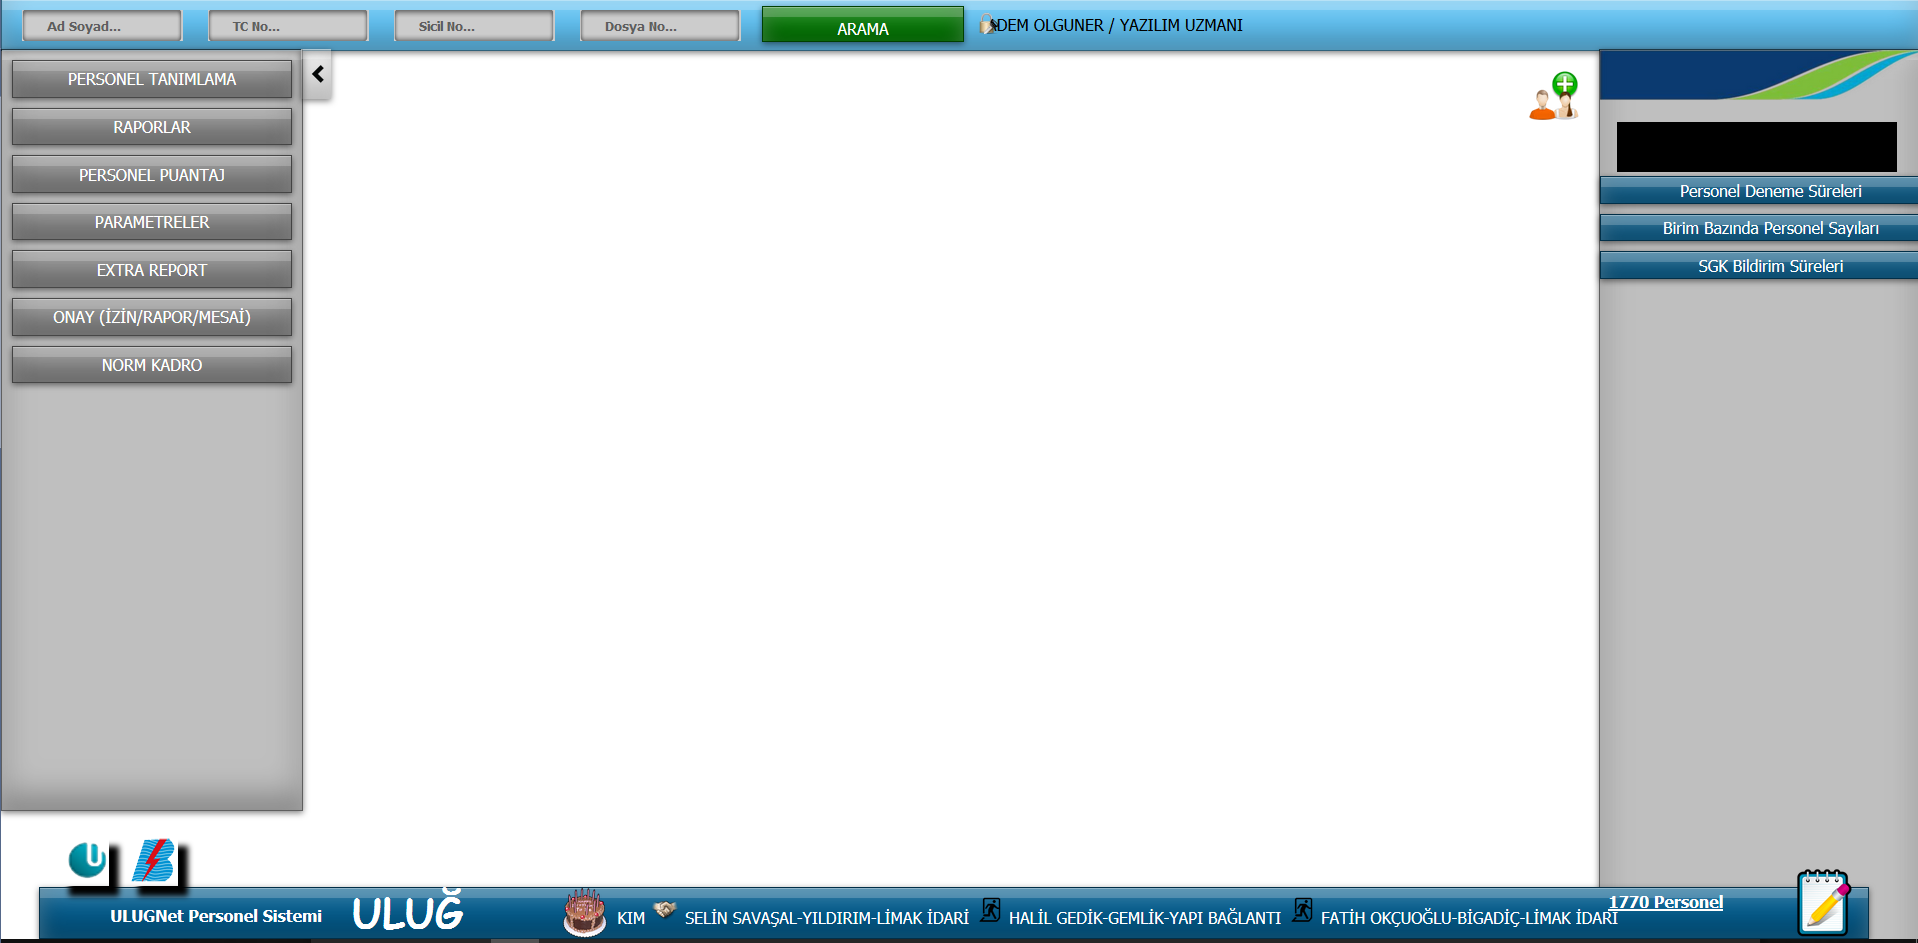 Ad Soyad...
TC No...
Sicil No...
Dosya No...
ARAMA
ADEM OLGUNER / YAZILIM UZMANI
PERSONEL TANIMLAMA
RAPORLAR
PERSONEL PUANTAJ
PARAMETRELER
EXTRA REPORT
ONAY (İZİN/RAPOR/MESAİ)
NORM KADRO
Personel Deneme Süreleri
Birim Bazında Personel Sayıları
SGK Bildirim Süreleri
ULUGNet Personel Sistemi
ULUĞ
KIM
SELİN SAVAŞAL-YILDIRIM-LİMAK İDARİ
HALİL GEDİK-GEMLİK-YAPI BAĞLANTI
FATİH OKÇUOĞLU-BİGADİÇ-LİMAK İDARİ
1770 Personel